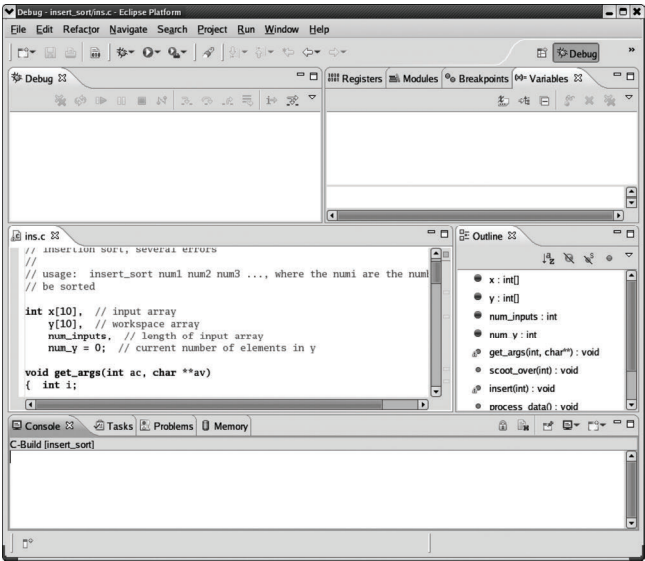 Debug - insert_sort/ins.c - Eclipse Platform
File Edit Refactor Navigate Search Project Run Window Help
Debug »
Debug
Registers Modules Breakpoints (x)= Variables
ins.c
// insertion sort, several errors
//
// usage: insert_sort num1 num2 num3 ..., where the numi are the numb
// be sorted
int x[10], // input array
y[10], // workspace array
num_inputs, // length of input array
num_y = 0; // current number of elements in y
void get_args(int ac, char **av)
{ int i;
Outline
x : int[]
y : int[]
num_inputs : int
num_y : int
get_args(int, char**) : void
scoot_over(int) : void
insert(int) : void
process_data() : void
Console Tasks Problems Memory
C-Build [insert_sort]